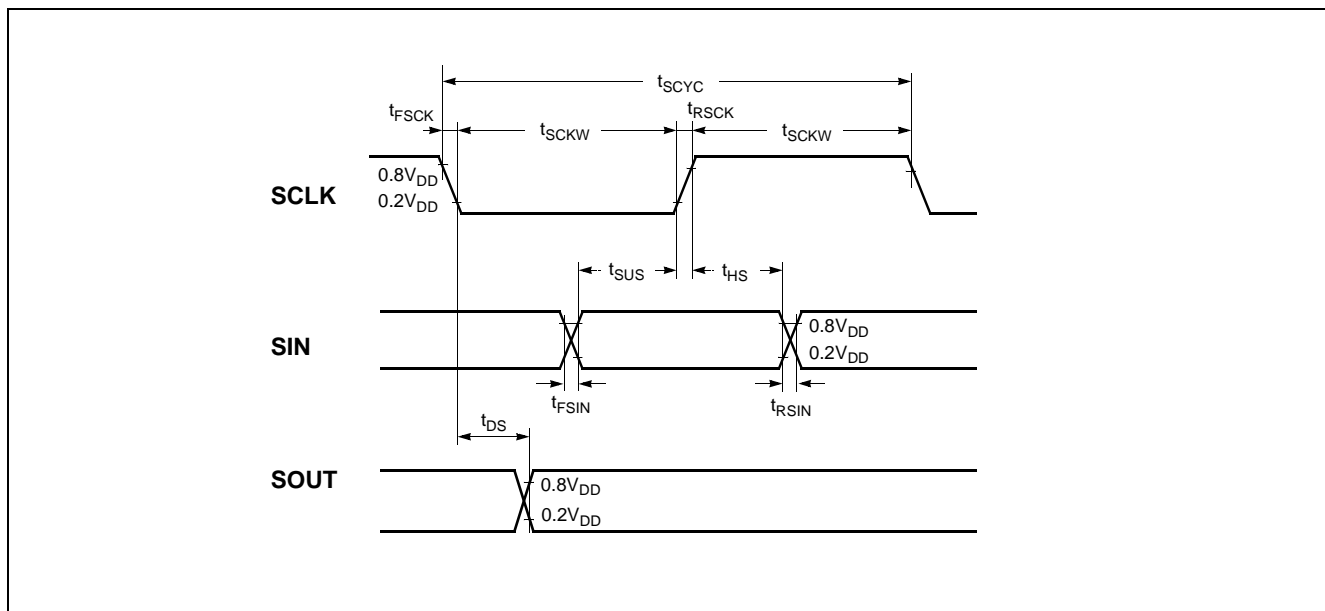 tSCYC
tFSCK
tRSCK
tSCKW
tSCKW
0.8VDD
SCLK
0.2VDD
tSUS
tHS
0.8VDD
SIN
0.2VDD
tFSIN
tRSIN
tDS
SOUT
0.8VDD
0.2VDD